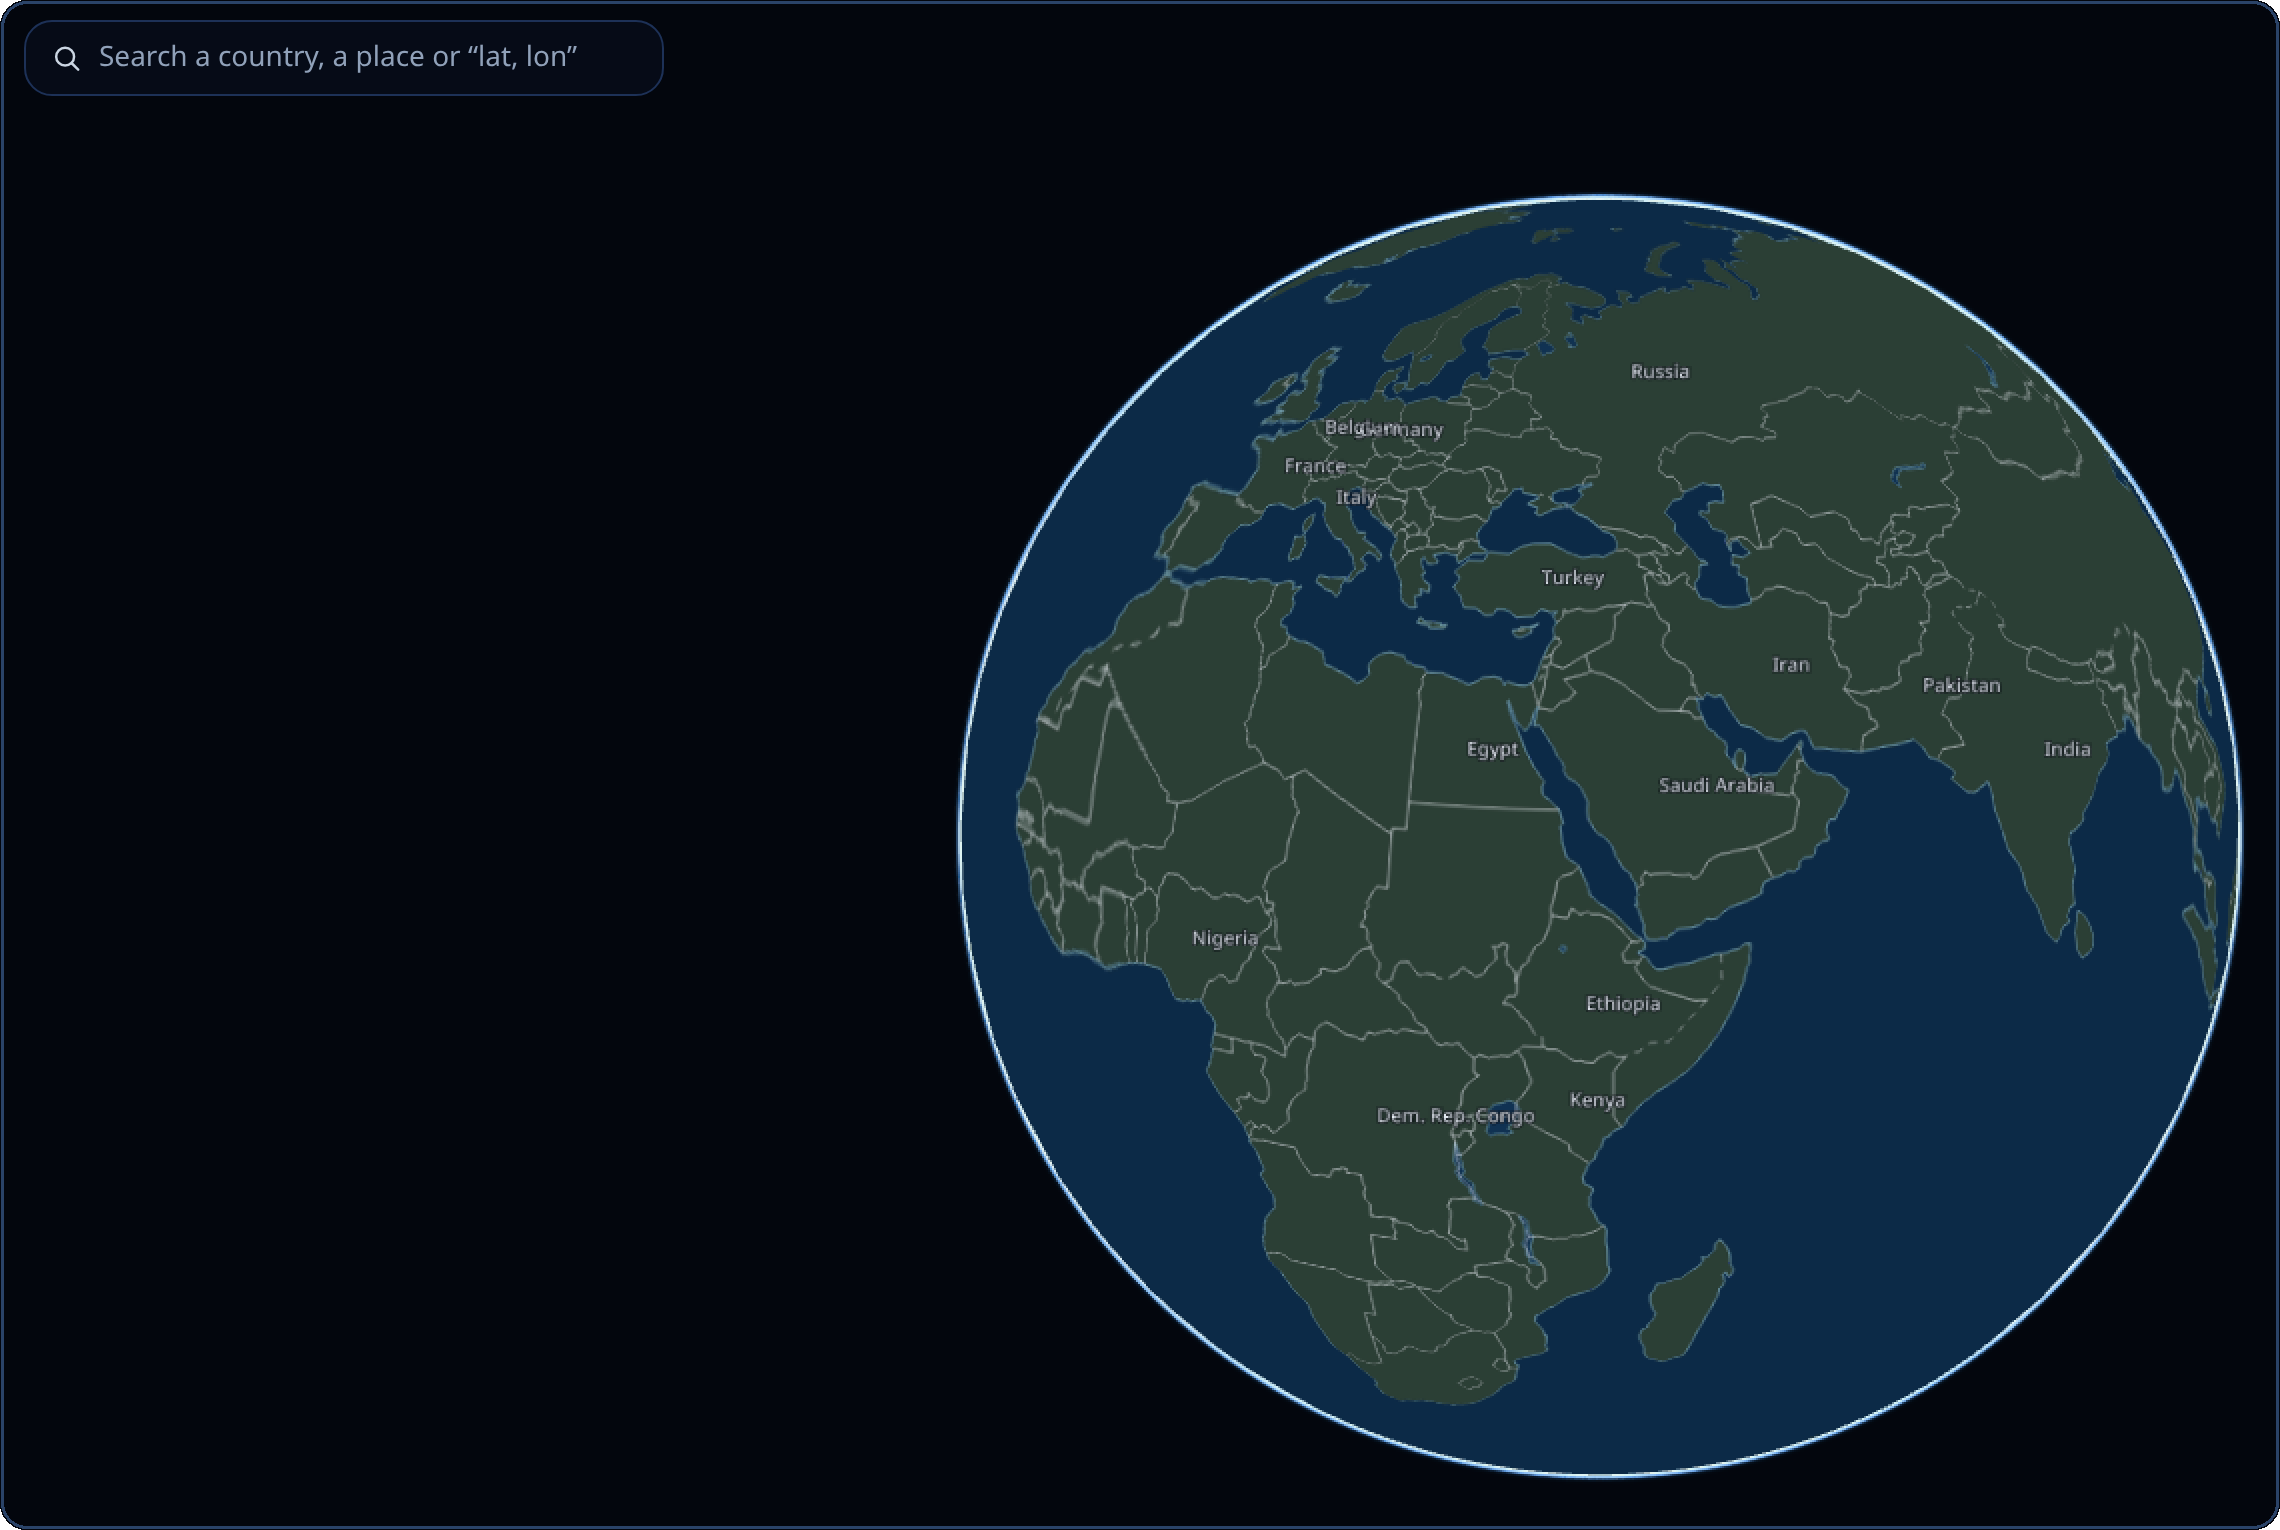 Search a country, a place or “lat, lon”
Russia
Belgium
Germany
France
Italy
Turkey
Iran
Pakistan
Egypt
India
Saudi Arabia
Nigeria
Ethiopia
Kenya
Dem. Rep. Congo